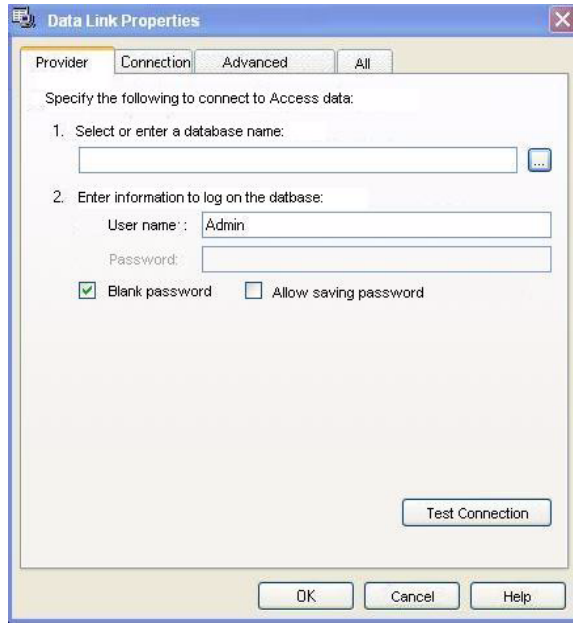 Data Link Properties
Provider Connection Advanced All
Specify the following to connect to Access data:
1. Select or enter a database name:
...
2. Enter information to log on the datbase:
User name: : Admin
Password:
Blank password Allow saving password
Test Connection
OK Cancel Help